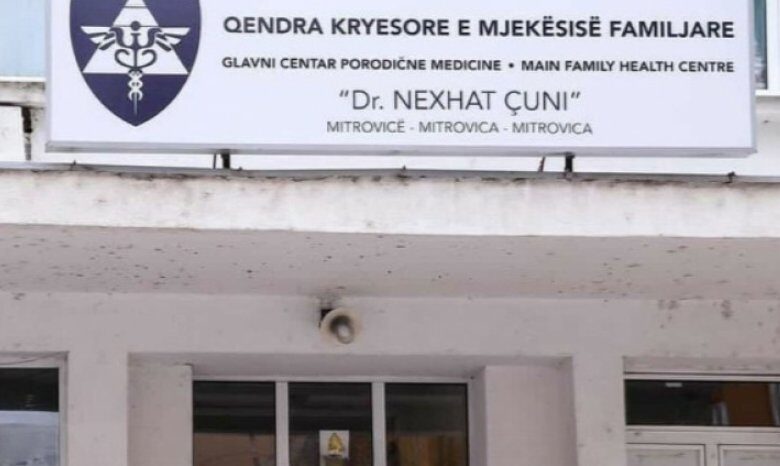 QENDRA KRYESORE E MJEKËSISË FAMILJARE
GLAVNI CENTAR PORODIČNE MEDICINE • MAIN FAMILY HEALTH CENTRE
“Dr. NEXHAT ÇUNI”
MITROVICË - MITROVICA - MITROVICA